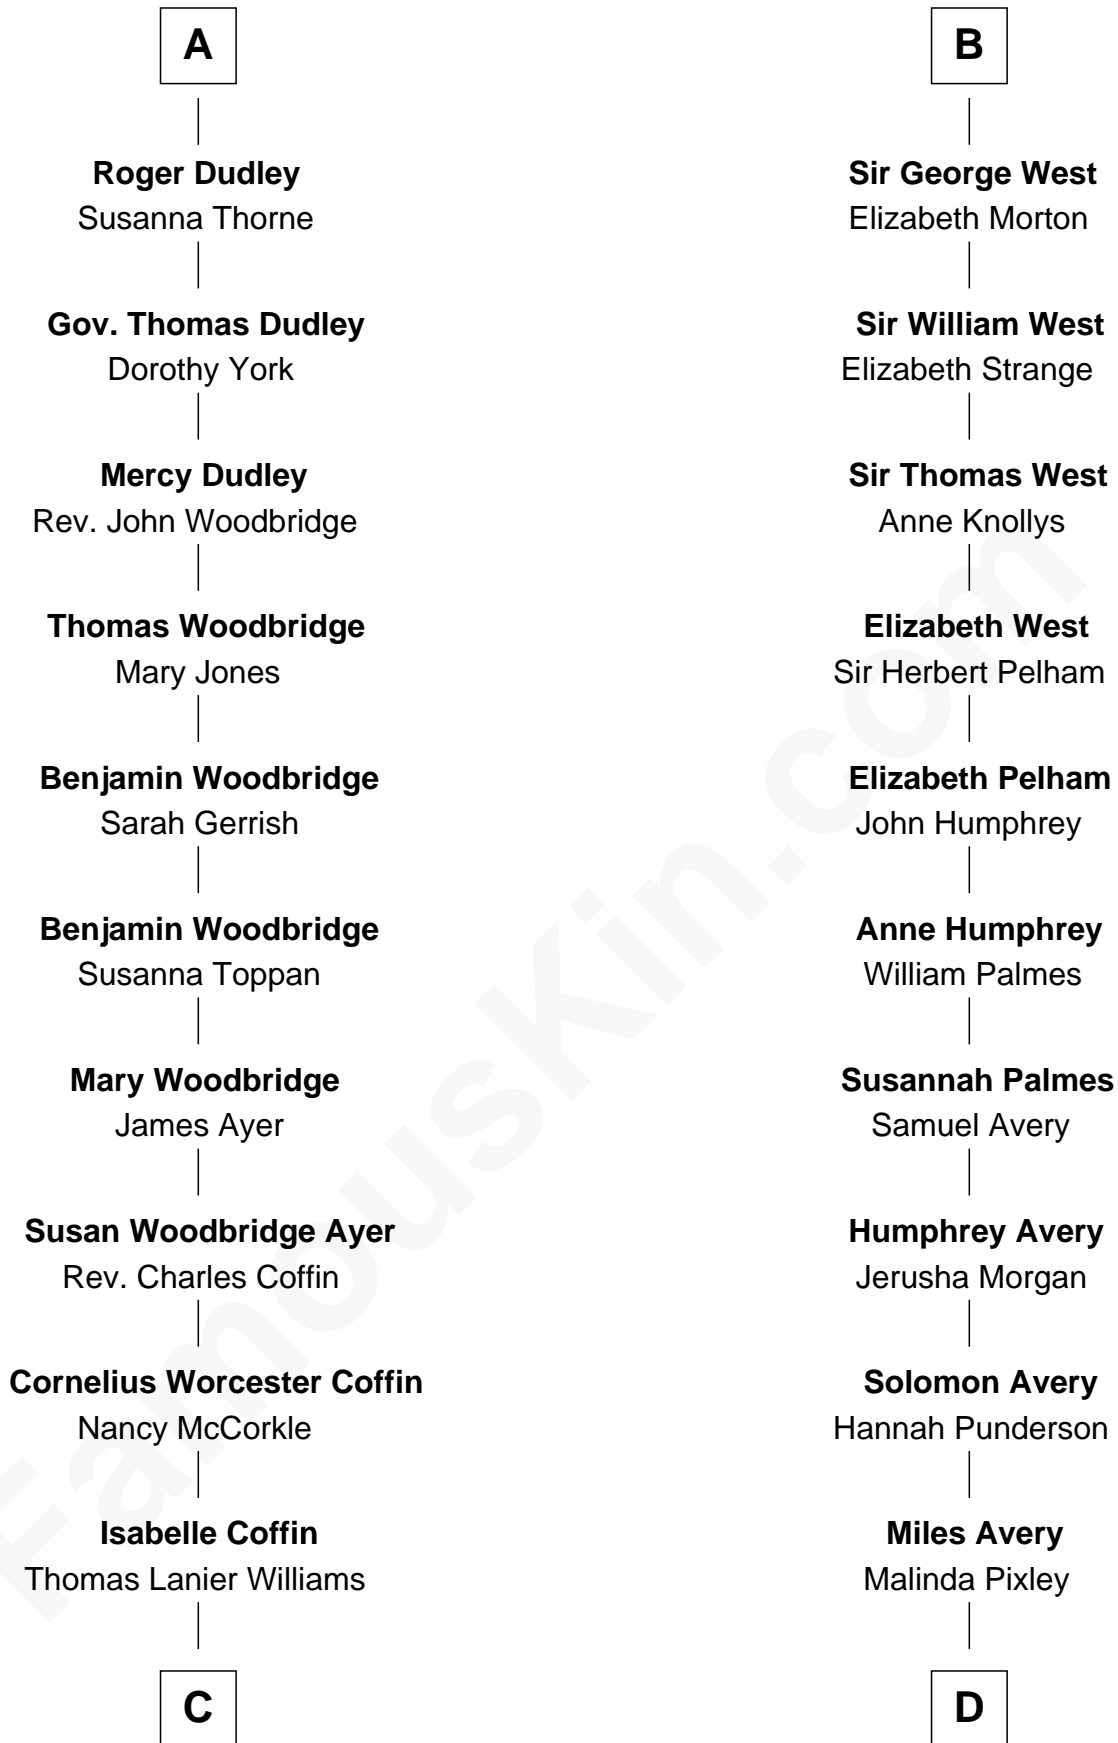 A
Roger Dudley
Susanna Thorne
Gov. Thomas Dudley
Dorothy York
Mercy Dudley
Rev. John Woodbridge
Thomas Woodbridge
Mary Jones
Benjamin Woodbridge
Sarah Gerrish
Benjamin Woodbridge
Susanna Toppan
Mary Woodbridge
James Ayer
Susan Woodbridge Ayer
Rev. Charles Coffin
Cornelius Worcester Coffin
Nancy McCorkle
Isabelle Coffin
Thomas Lanier Williams
C
B
Sir George West
Elizabeth Morton
Sir William West
Elizabeth Strange
Sir Thomas West
Anne Knollys
Elizabeth West
Sir Herbert Pelham
Elizabeth Pelham
John Humphrey
Anne Humphrey
William Palmes
Susannah Palmes
Samuel Avery
Humphrey Avery
Jerusha Morgan
Solomon Avery
Hannah Punderson
Miles Avery
Malinda Pixley
D
FamousKin.com